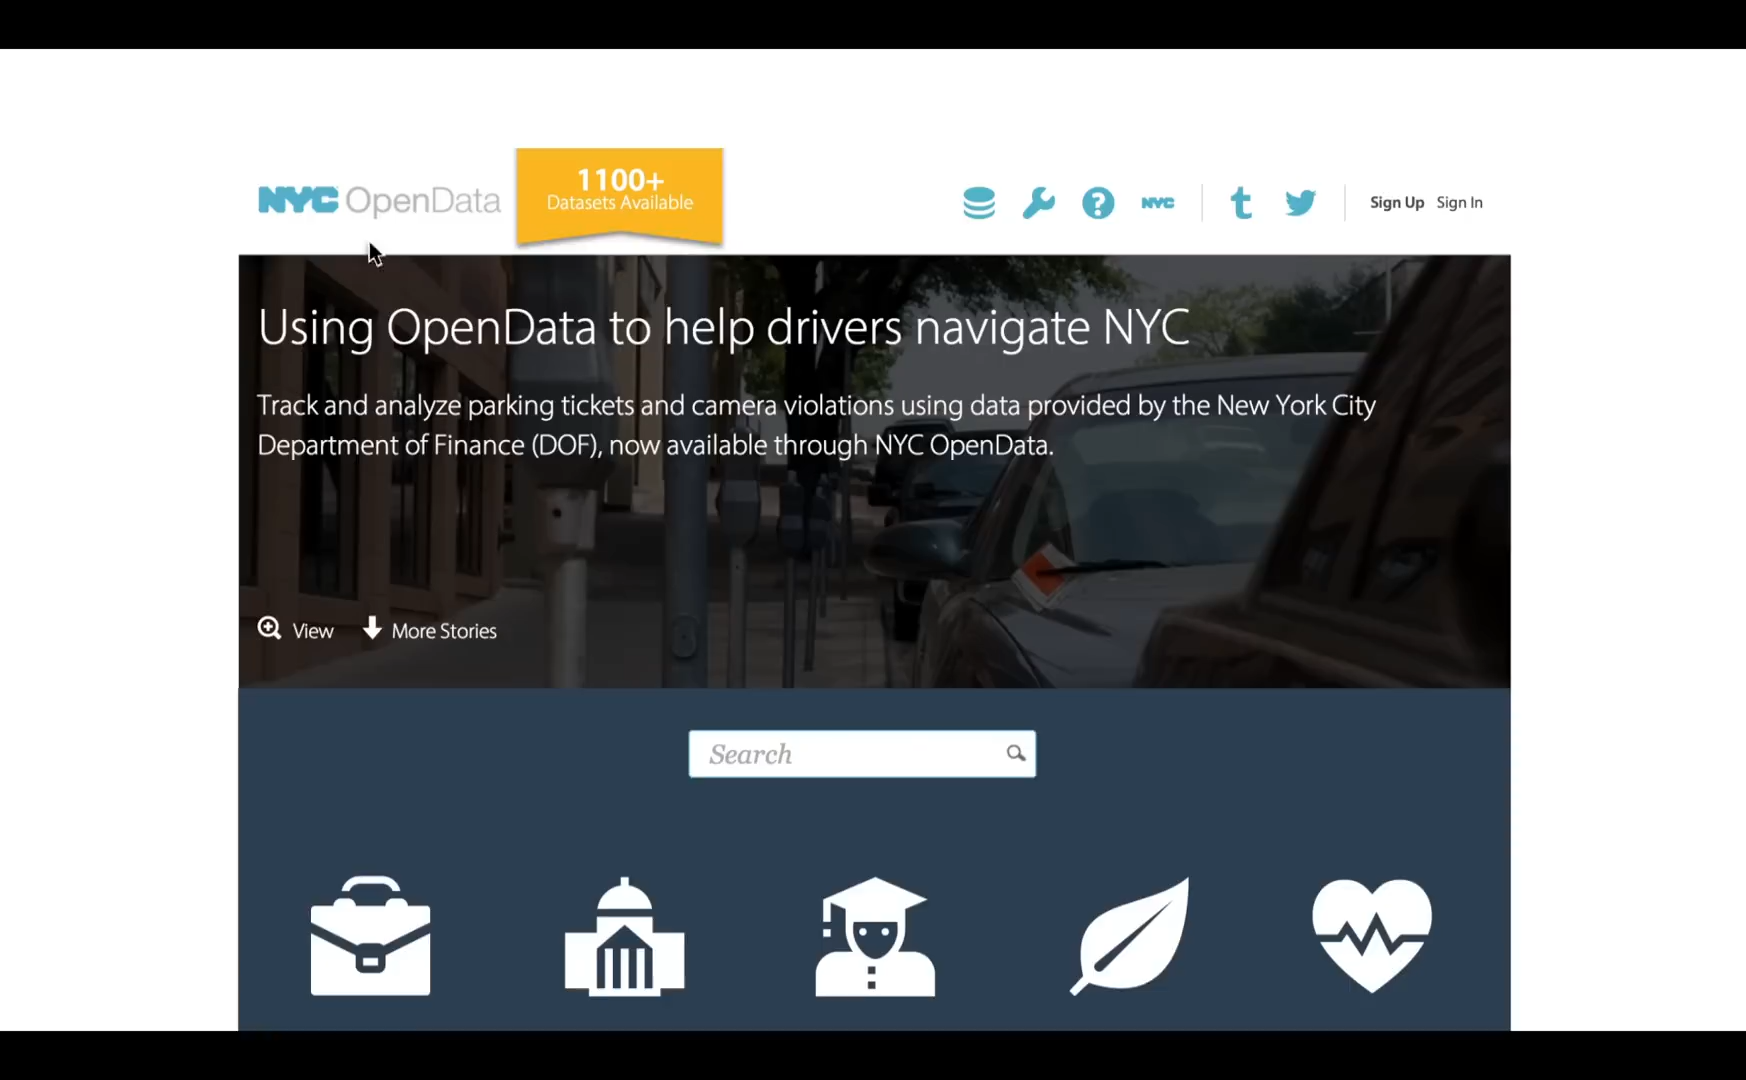 NYC OpenData
1100+
Datasets Available
NYC
Sign Up Sign In
Using OpenData to help drivers navigate NYC
Track and analyze parking tickets and camera violations using data provided by the New York City
Department of Finance (DOF), now available through NYC OpenData.
View More Stories
Search